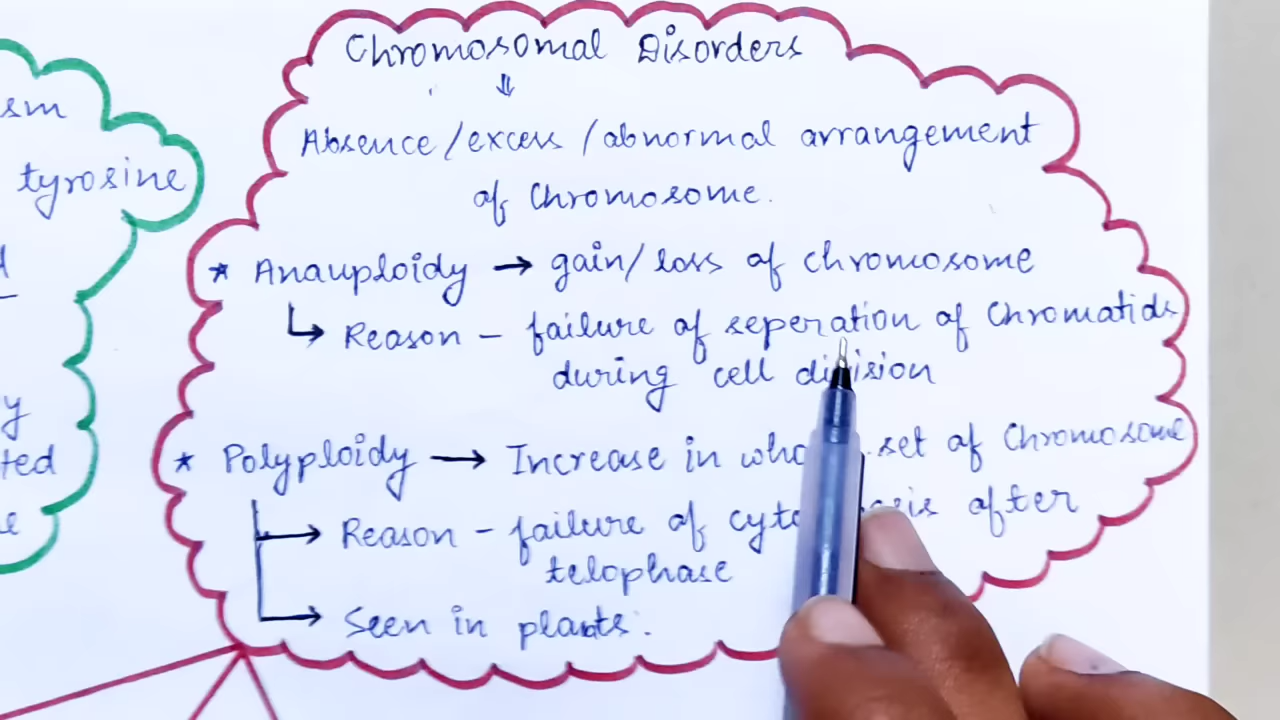 Chromosomal Disorders
⇓
Absence/excess/abnormal arrangement
of Chromosome.
* Anauploidy → gain/loss of chromosome
↳ Reason - failure of seperation of Chromatids
during cell division
* Polyploidy → Increase in set of Chromosome
→ Reason - failure of after
telophase
→ Seen in plants.
sm
tyrosine
d
y
ted
e